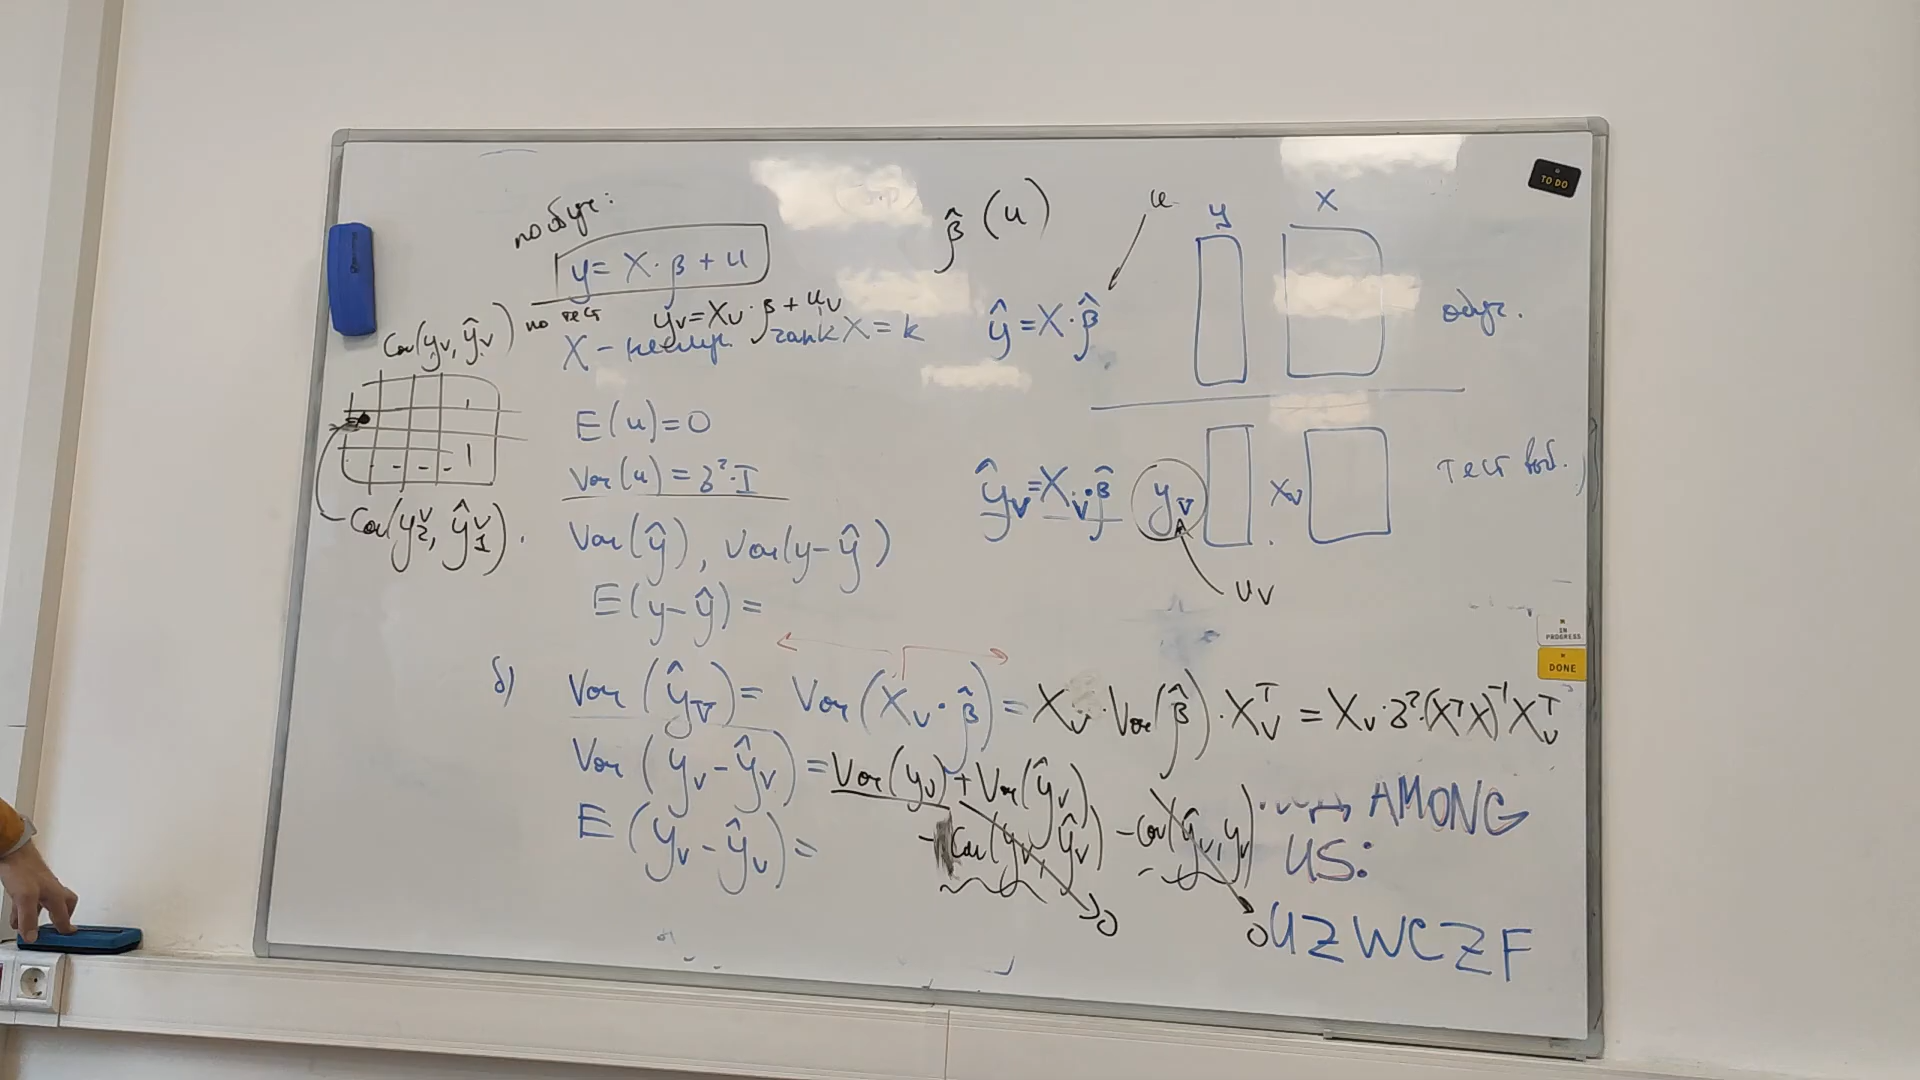 по обуч:
y = X·β + u
по тест y_v = X_v·β + u_v
X – неслуч rank X = k
Cov(y_v, ŷ_v)
Cov(y_2^v, ŷ_1^v).
E(u) = 0
Var(u) = σ²·I
Var(ŷ), Var(y−ŷ)
E(y−ŷ) =
β̂(u)
u
ŷ = X·β̂
y X
обуч.
ŷ_v = X_v·β̂ y_v X_v
тест выб.
u_v
TO DO
IN PROGRESS
DONE
б) Var(ŷ_v) = Var(X_v·β̂) = X_v·Var(β̂)·X_v^T = X_v·σ²·(X^T X)^{-1} X_v^T
Var(y_v − ŷ_v) = Var(y_v) + Var(ŷ_v)
− Cov(y_v, ŷ_v) − Cov(ŷ_v, y_v)
0 0
E(y_v − ŷ_v) =
AMONG
US:
UZWCZF